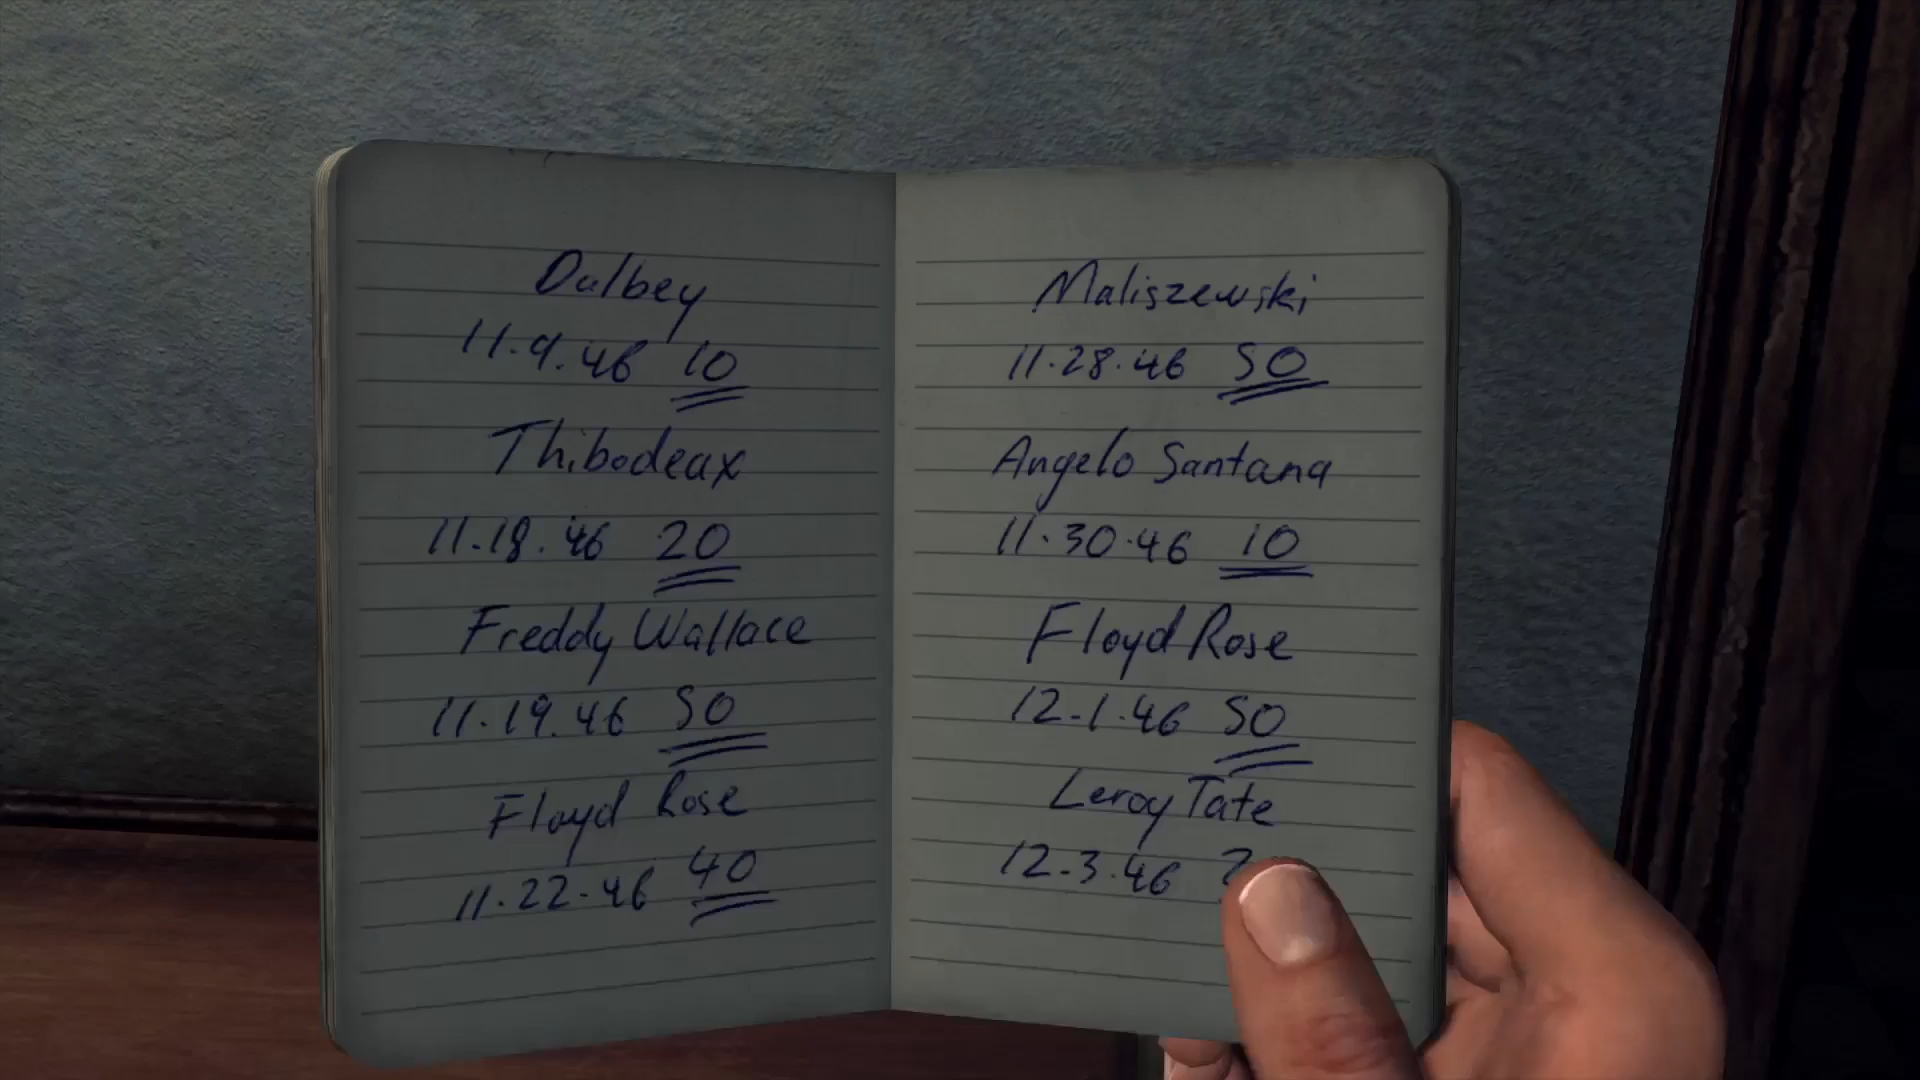 Dalbey
11.9.46 10
Thibodeax
11.18.46 20
Freddy Wallace
11.19.46 50
Floyd Rose
11.22.46 40
Maliszewski
11.28.46 50
Angelo Santana
11.30.46 10
Floyd Rose
12.1.46 50
Leroy Tate
12.3.46